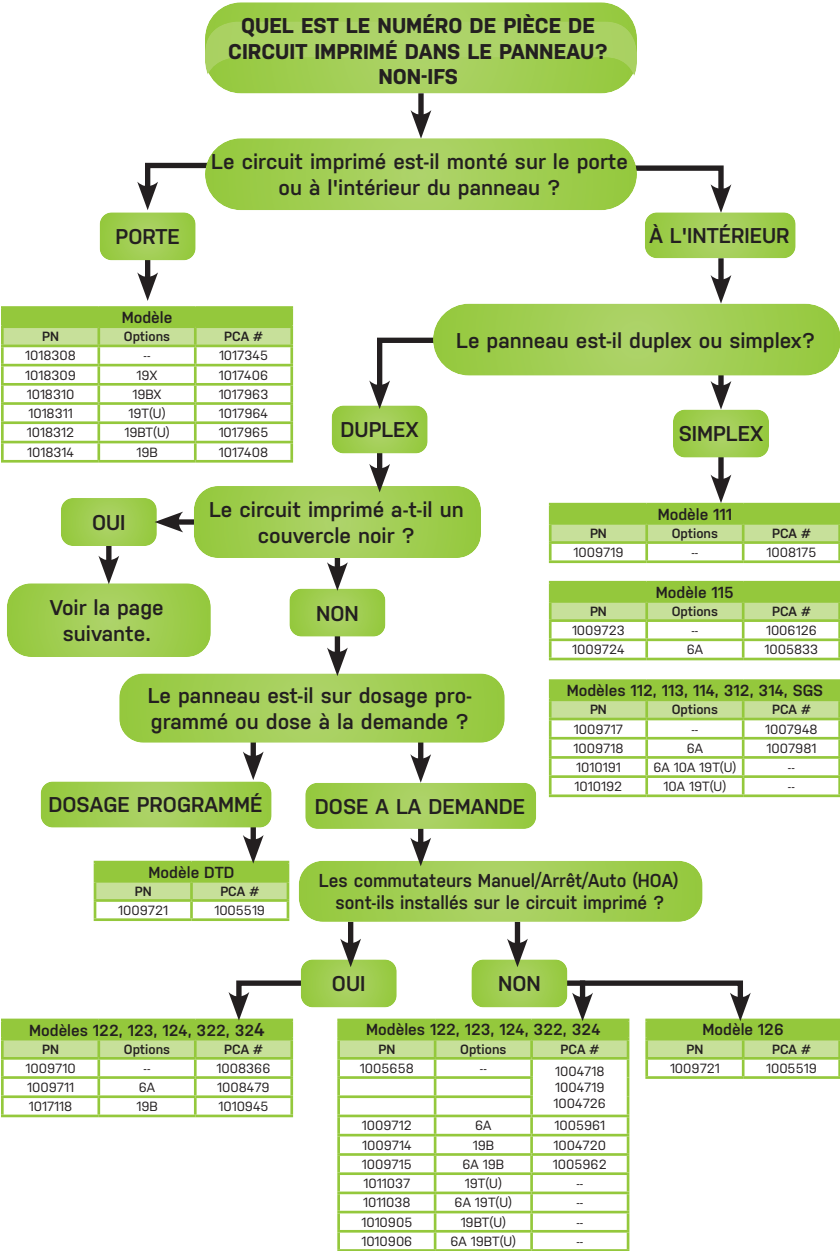 QUEL EST LE NUMÉRO DE PIÈCE DE
CIRCUIT IMPRIMÉ DANS LE PANNEAU?
NON-IFS
Le circuit imprimé est-il monté sur le porte
ou à l'intérieur du panneau ?
PORTE
À L'INTÉRIEUR
Modèle
PN Options PCA #
1018308 -- 1017345
1018309 19X 1017406
1018310 19BX 1017963
1018311 19T(U) 1017964
1018312 19BT(U) 1017965
1018314 19B 1017408
Le panneau est-il duplex ou simplex?
DUPLEX
SIMPLEX
Le circuit imprimé a-t-il un
couvercle noir ?
OUI
Voir la page
suivante.
NON
Modèle 111
PN Options PCA #
1009719 -- 1008175
Modèle 115
PN Options PCA #
1009723 -- 1006126
1009724 6A 1005833
Modèles 112, 113, 114, 312, 314, SGS
PN Options PCA #
1009717 -- 1007948
1009718 6A 1007981
1010191 6A 10A 19T(U) --
1010192 10A 19T(U) --
Le panneau est-il sur dosage pro-
grammé ou dose à la demande ?
DOSAGE PROGRAMMÉ
DOSE A LA DEMANDE
Modèle DTD
PN PCA #
1009721 1005519
Les commutateurs Manuel/Arrêt/Auto (HOA)
sont-ils installés sur le circuit imprimé ?
OUI
NON
Modèles 122, 123, 124, 322, 324
PN Options PCA #
1009710 -- 1008366
1009711 6A 1008479
1017118 19B 1010945
Modèles 122, 123, 124, 322, 324
PN Options PCA #
1005658 -- 1004718
1004719
1004726
1009712 6A 1005961
1009714 19B 1004720
1009715 6A 19B 1005962
1011037 19T(U) --
1011038 6A 19T(U) --
1010905 19BT(U) --
1010906 6A 19BT(U) --
Modèle 126
PN PCA #
1009721 1005519